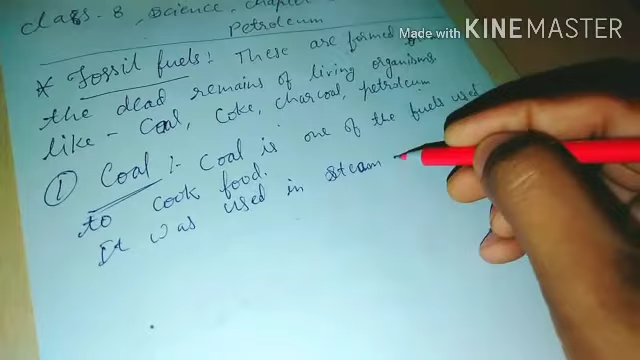 Class - 8, Science, Chapter
Petroleum
Made with KINEMASTER
* Fossil fuels: These are formed
the dead remains of living organisms
like - Coal, Coke, charcoal, petroleum
① Coal :- Coal is one of the fuels used
to cook food.
It was used in steam